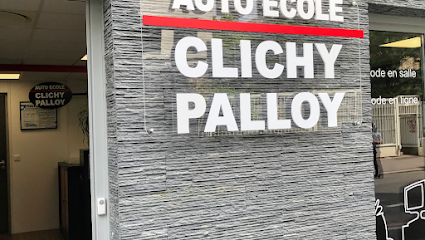 AUTO ECOLE
CLICHY
PALLOY
AUTO ECOLE
CLICHY
PALLOY
ode en salle
ode en ligne